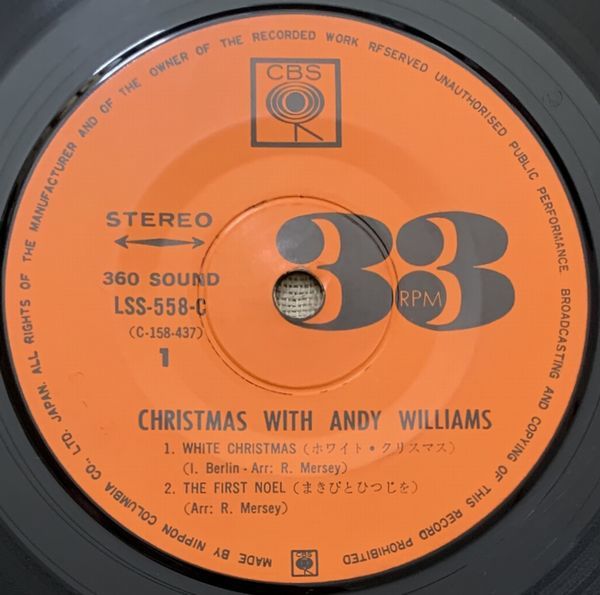 MADE BY NIPPON COLUMBIA CO., LTD. JAPAN. ALL RIGHTS OF THE MANUFACTURER AND OF THE OWNER OF THE RECORDED WORK RESERVED UNAUTHORISED PUBLIC PERFORMANCE. BROADCASTING AND COPYING OF THIS RECORD PROHIBITED
CBS
STEREO
33
RPM
360 SOUND
LSS-558-C
(C-158-437)
1
CHRISTMAS WITH ANDY WILLIAMS
1. WHITE CHRISTMAS (ホワイト・クリスマス)
(I. Berlin - Arr: R. Mersey)
2. THE FIRST NOEL (まきびとひつじを)
(Arr: R. Mersey)